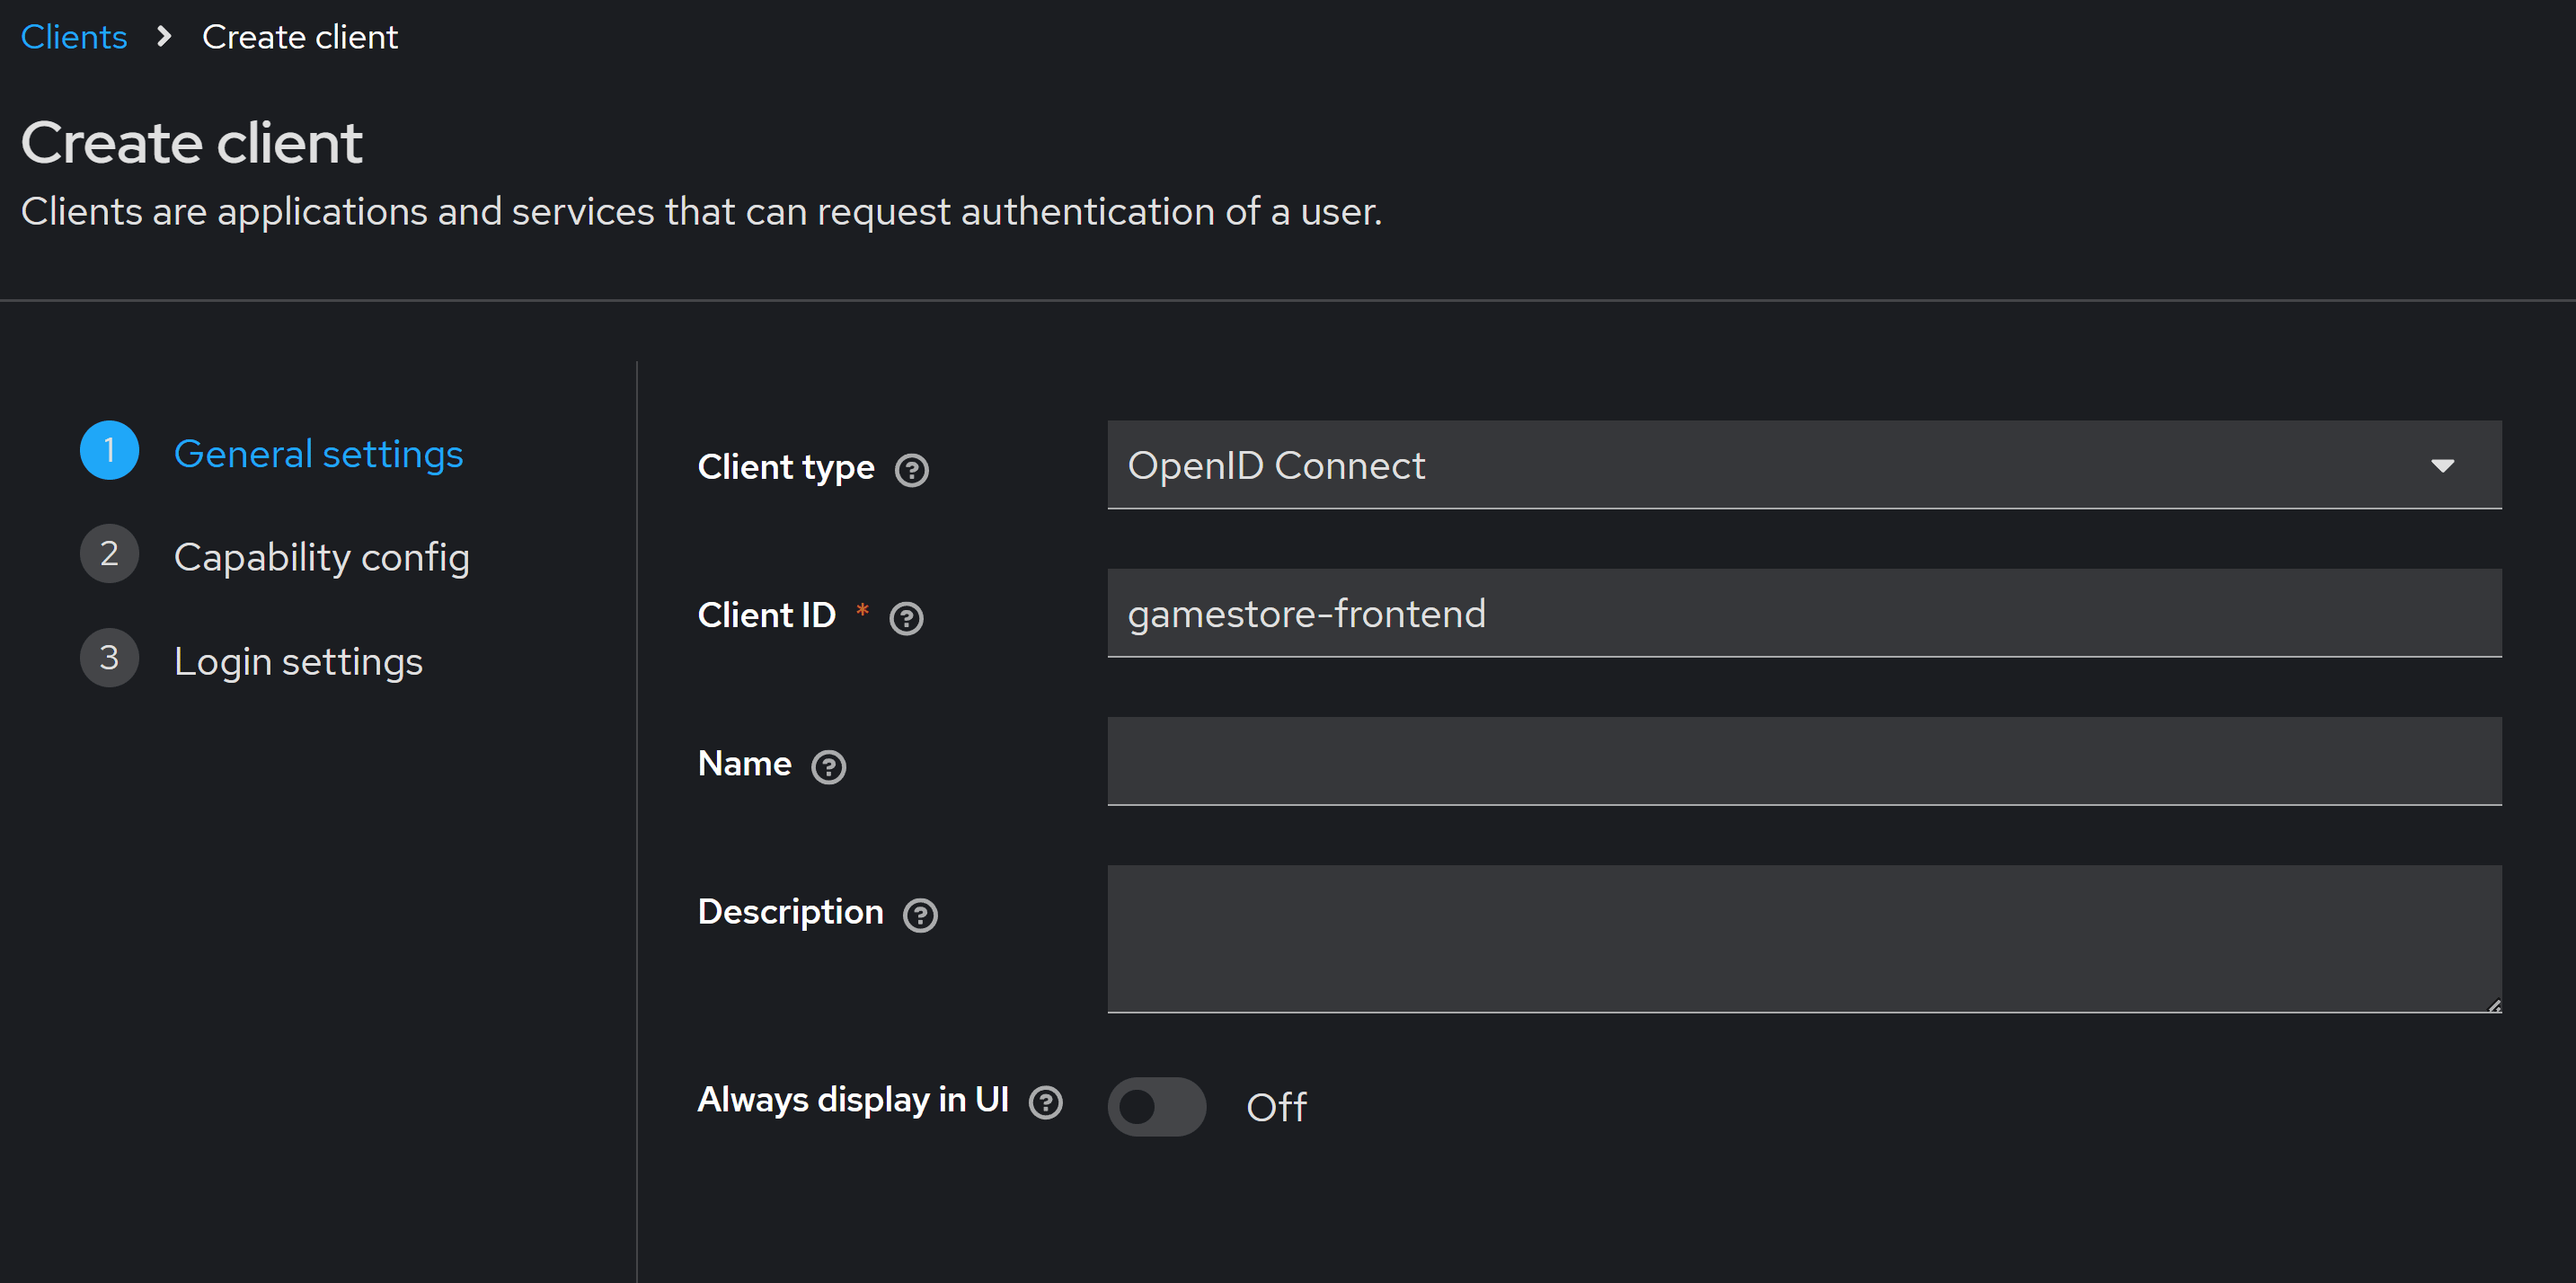 Clients > Create client
Create client
Clients are applications and services that can request authentication of a user.
1 General settings
2 Capability config
3 Login settings
Client type ? OpenID Connect
Client ID * ? gamestore-frontend
Name ?
Description ?
Always display in UI ? Off